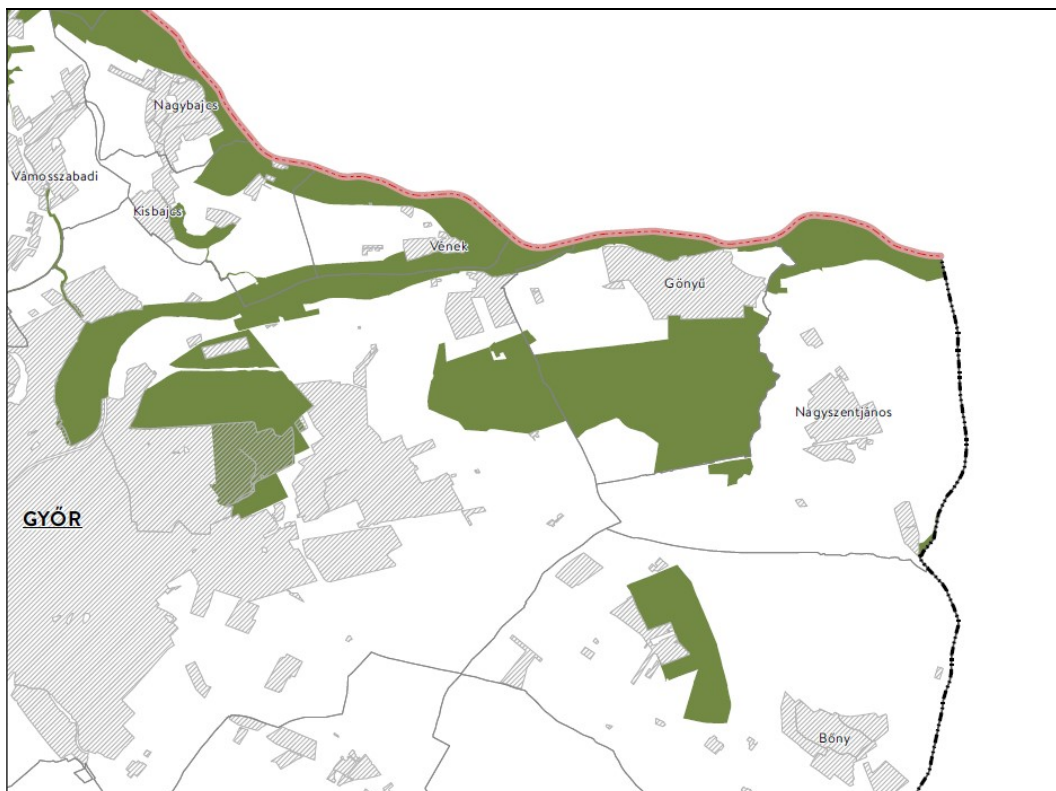 Nagybajcs
Vámosszabadi
Kisbajcs
Vének
Gönyű
Nagyszentjános
GYŐR
Bőny